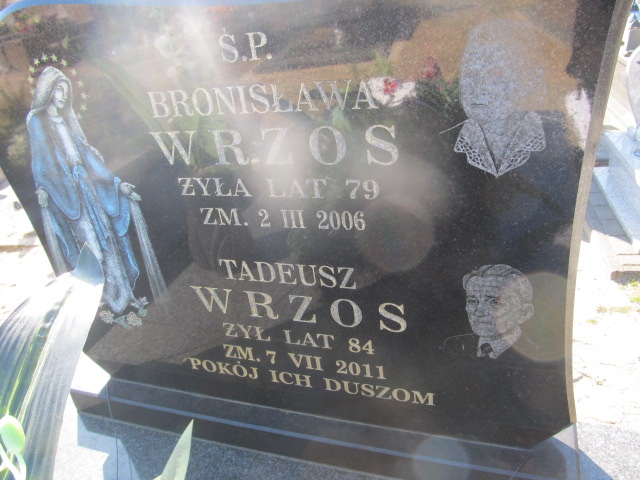 Ś.P.
BRONISŁAWA
WRZOS
ŻYŁA LAT 79
ZM. 2 III 2006
TADEUSZ
WRZOS
ŻYŁ LAT 84
ZM. 7 VII 2011
POKÓJ ICH DUSZOM